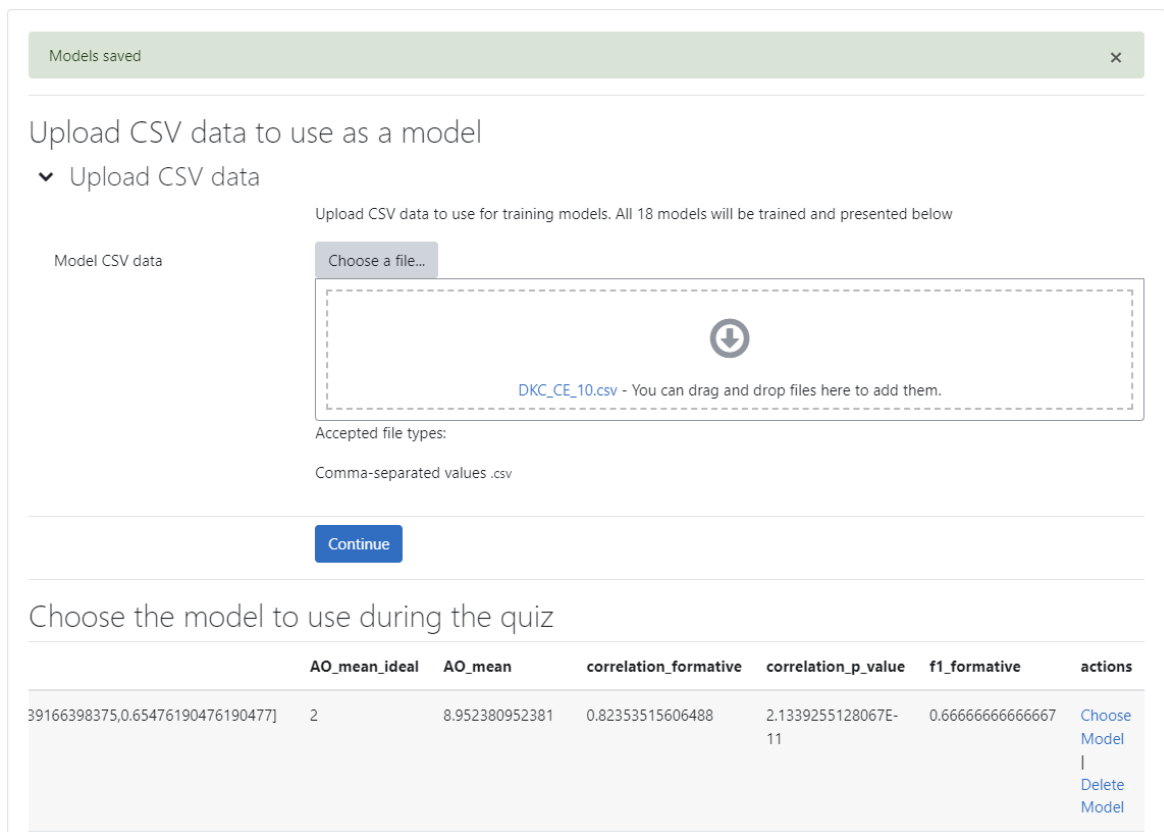 Models saved ×
Upload CSV data to use as a model
Upload CSV data
Upload CSV data to use for training models. All 18 models will be trained and presented below
Model CSV data
Choose a file...
DKC_CE_10.csv - You can drag and drop files here to add them.
Accepted file types:
Comma-separated values .csv
Continue
Choose the model to use during the quiz
AO_mean_ideal AO_mean correlation_formative correlation_p_value f1_formative actions
39166398375,0.65476190476190477] 2 8.952380952381 0.82353515606488 2.1339255128067E- 0.66666666666667 Choose
11 Model
|
Delete
Model